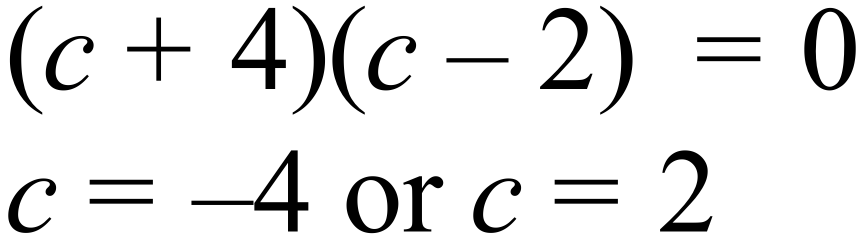 (c + 4)(c – 2) = 0
c = –4 or c = 2